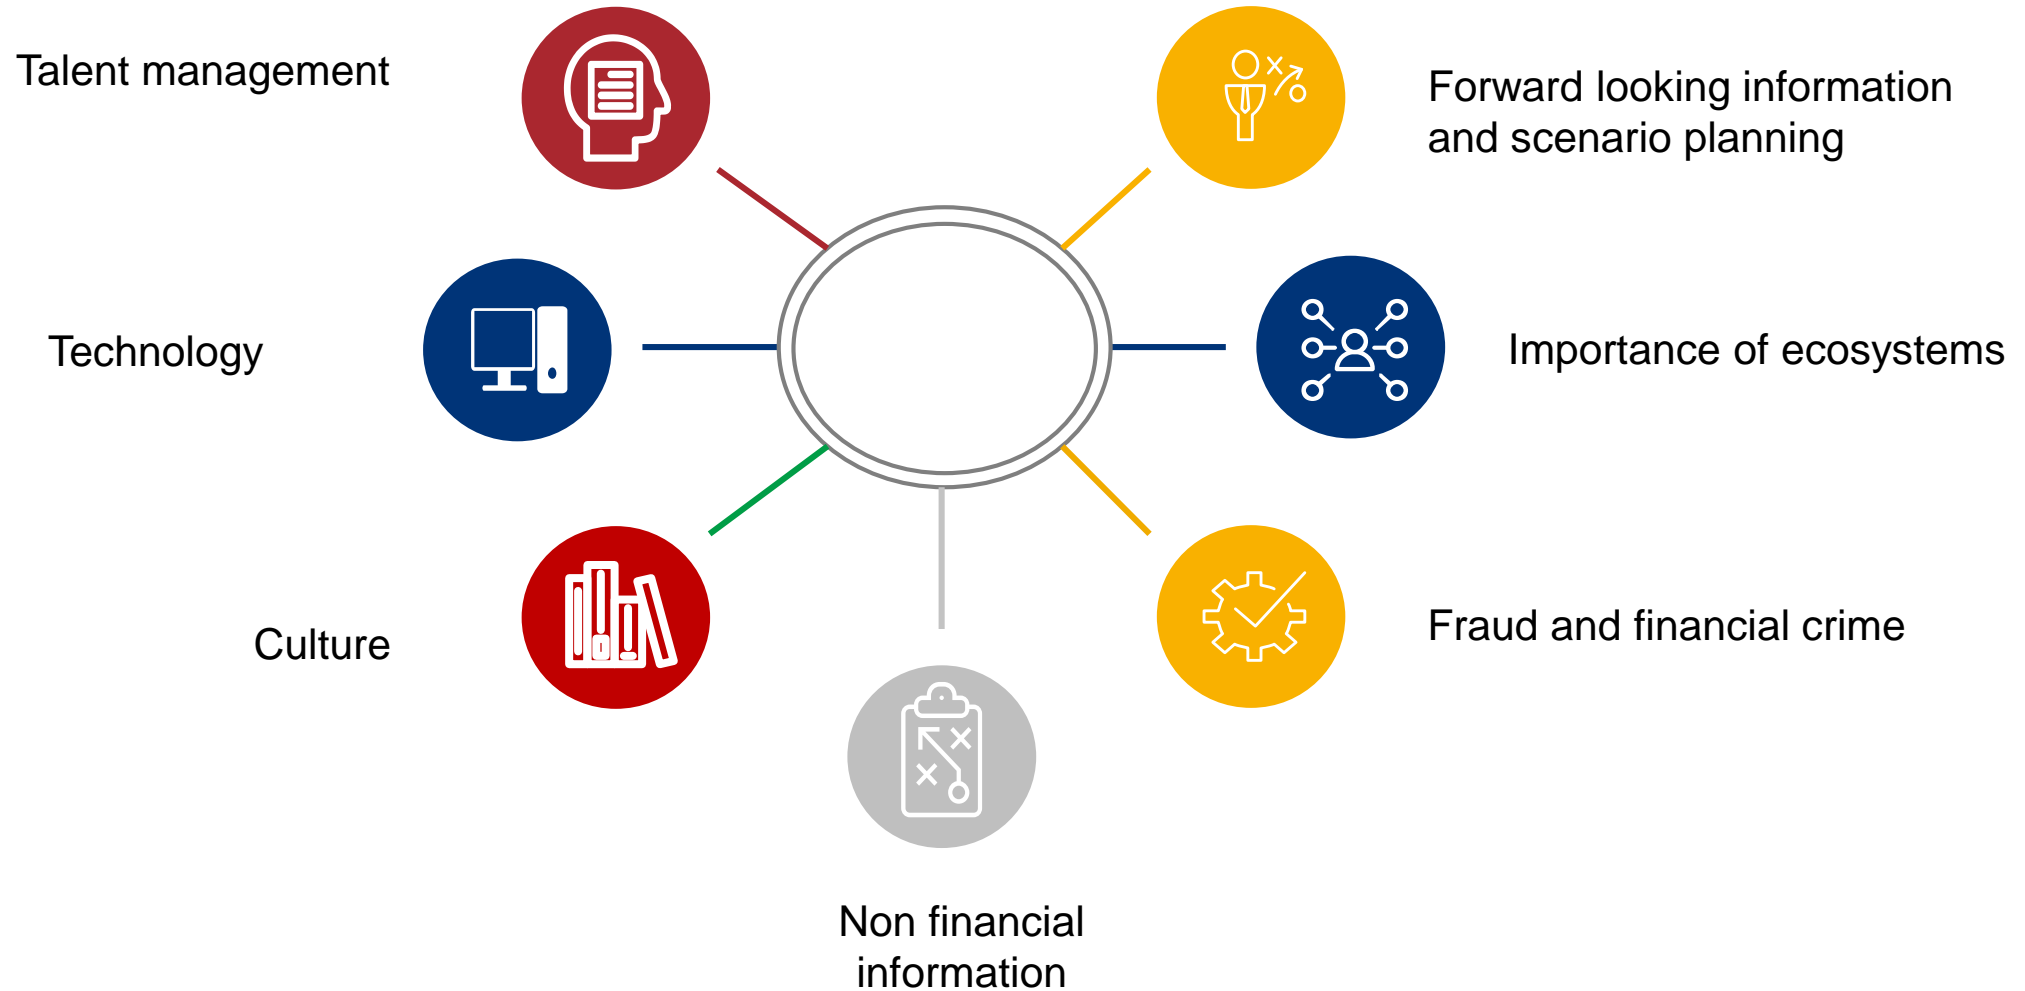 Talent management
Forward looking information
and scenario planning
Technology
Importance of ecosystems
Culture
Fraud and financial crime
Non financial
information